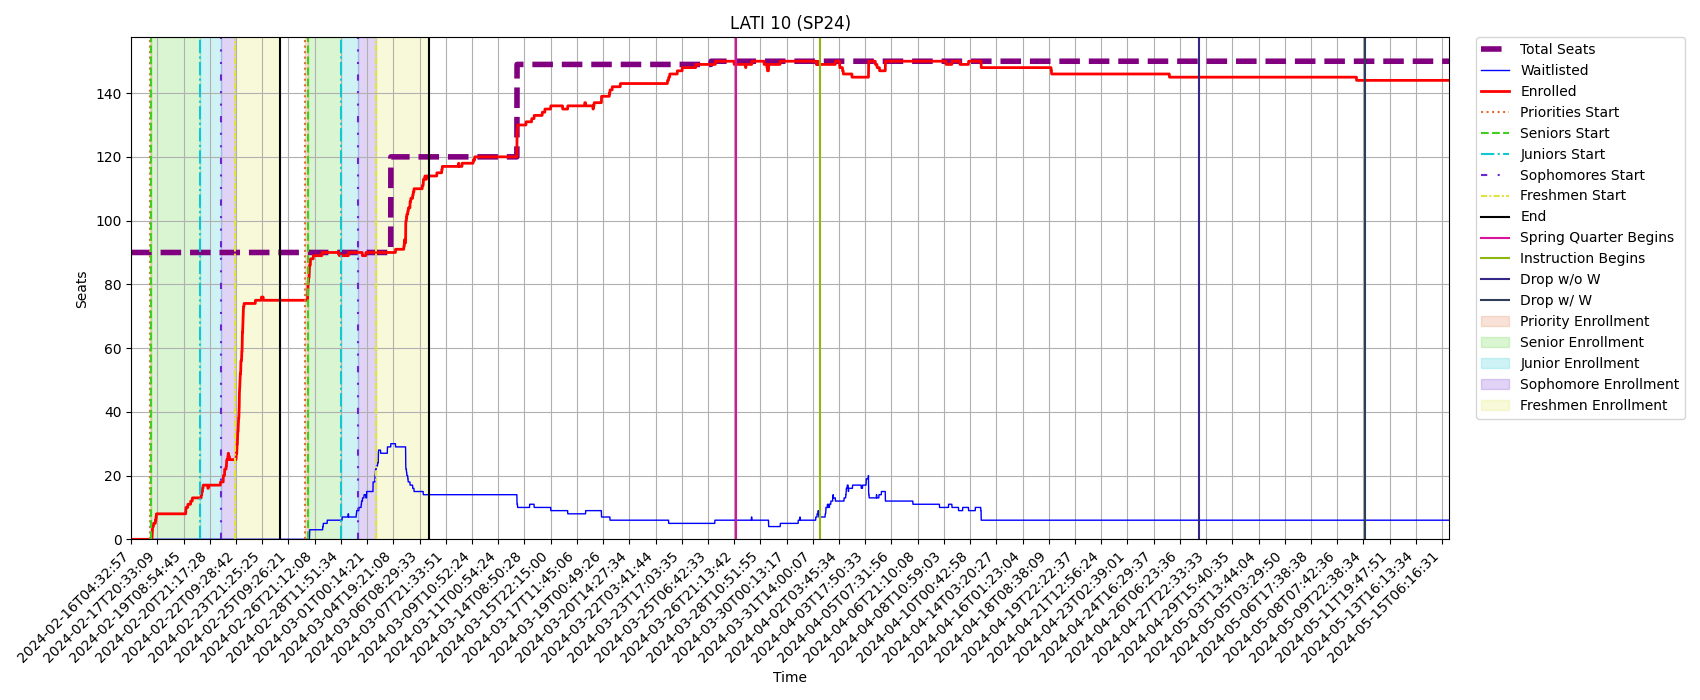 LATI 10 (SP24)
Seats
140
120
100
80
60
40
20
0
2024-02-16T04:32:57
2024-02-17T20:33:09
2024-02-19T08:54:45
2024-02-20T21:17:28
2024-02-22T09:28:42
2024-02-23T21:25:23
2024-02-25T09:26:21
2024-02-26T21:12:08
2024-02-28T11:51:34
2024-03-01T00:14:21
2024-03-04T19:21:08
2024-03-06T08:29:33
2024-03-07T21:33:51
2024-03-09T10:52:24
2024-03-11T00:54:24
2024-03-14T08:50:28
2024-03-15T22:15:00
2024-03-17T11:45:06
2024-03-19T00:49:26
2024-03-20T14:27:34
2024-03-22T03:41:44
2024-03-23T17:03:35
2024-03-25T06:42:33
2024-03-26T21:13:42
2024-03-28T10:51:55
2024-03-30T00:13:17
2024-03-31T14:00:07
2024-04-02T03:45:34
2024-04-03T17:50:33
2024-04-05T07:31:56
2024-04-06T21:10:08
2024-04-08T10:59:03
2024-04-10T00:42:58
2024-04-14T03:20:27
2024-04-16T01:23:04
2024-04-18T08:38:09
2024-04-19T22:22:37
2024-04-21T12:56:24
2024-04-23T02:39:01
2024-04-24T16:29:37
2024-04-26T06:23:36
2024-04-27T22:33:33
2024-04-29T15:40:35
2024-05-03T13:44:04
2024-05-05T03:29:50
2024-05-06T17:38:38
2024-05-08T07:42:36
2024-05-09T22:38:34
2024-05-11T19:47:51
2024-05-13T16:13:34
2024-05-15T06:16:31
Time
Total Seats
Waitlisted
Enrolled
Priorities Start
Seniors Start
Juniors Start
Sophomores Start
Freshmen Start
End
Spring Quarter Begins
Instruction Begins
Drop w/o W
Drop w/ W
Priority Enrollment
Senior Enrollment
Junior Enrollment
Sophomore Enrollment
Freshmen Enrollment